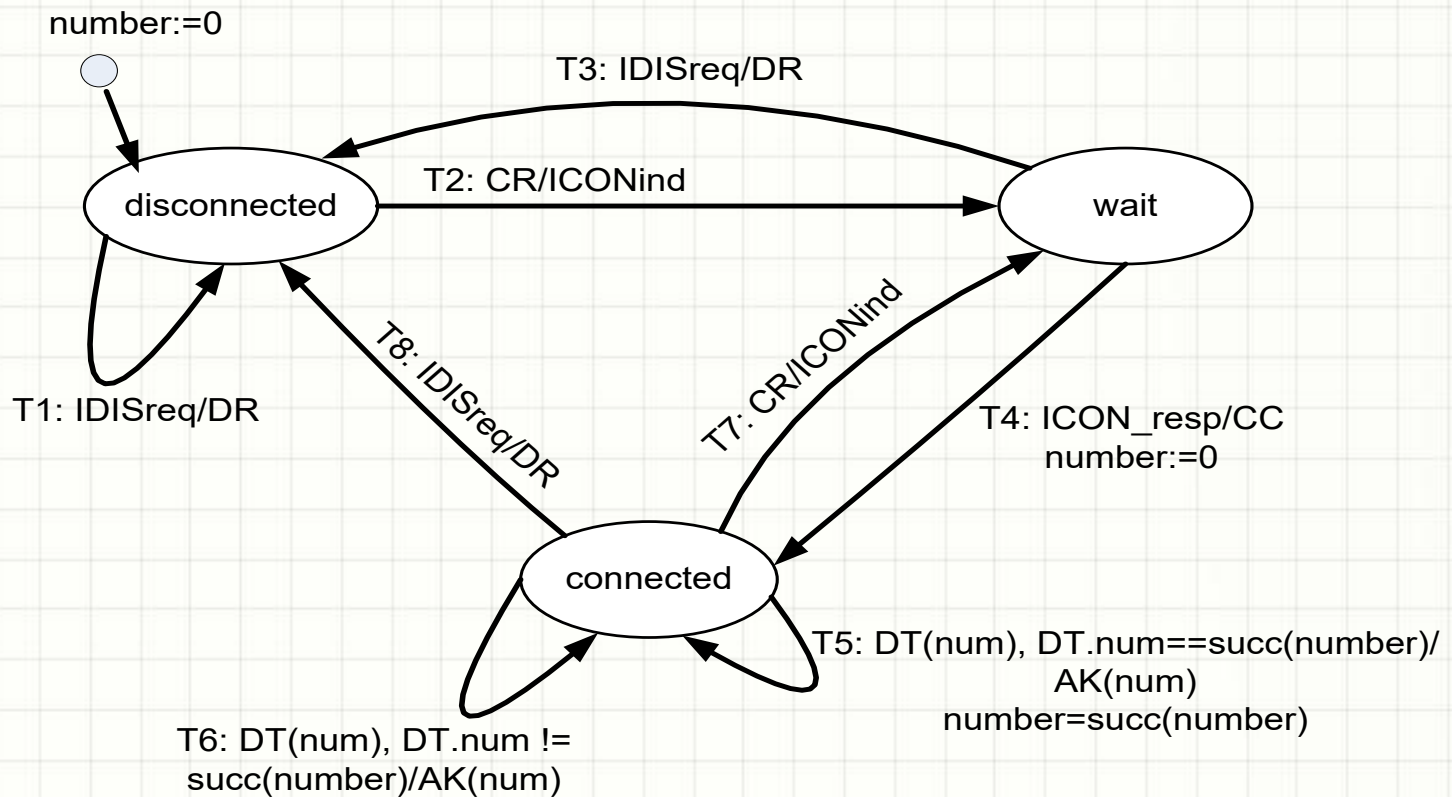 number:=0
T3: IDISreq/DR
T2: CR/ICONind
disconnected
wait
T8: IDISreq/DR
T7: CR/ICONind
T1: IDISreq/DR
T4: ICON_resp/CC
number:=0
connected
T5: DT(num), DT.num==succ(number)/
AK(num)
number=succ(number)
T6: DT(num), DT.num !=
succ(number)/AK(num)